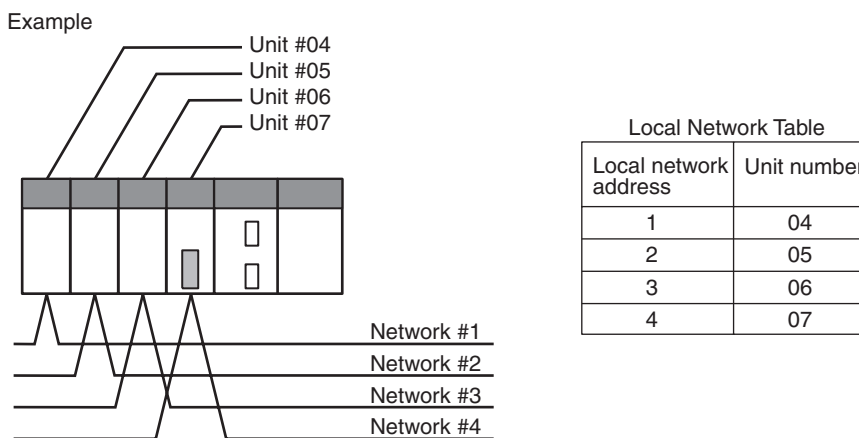 Example
Unit #04
Unit #05
Unit #06
Unit #07
Network #1
Network #2
Network #3
Network #4
Local Network Table
Local network address Unit number
1 04
2 05
3 06
4 07